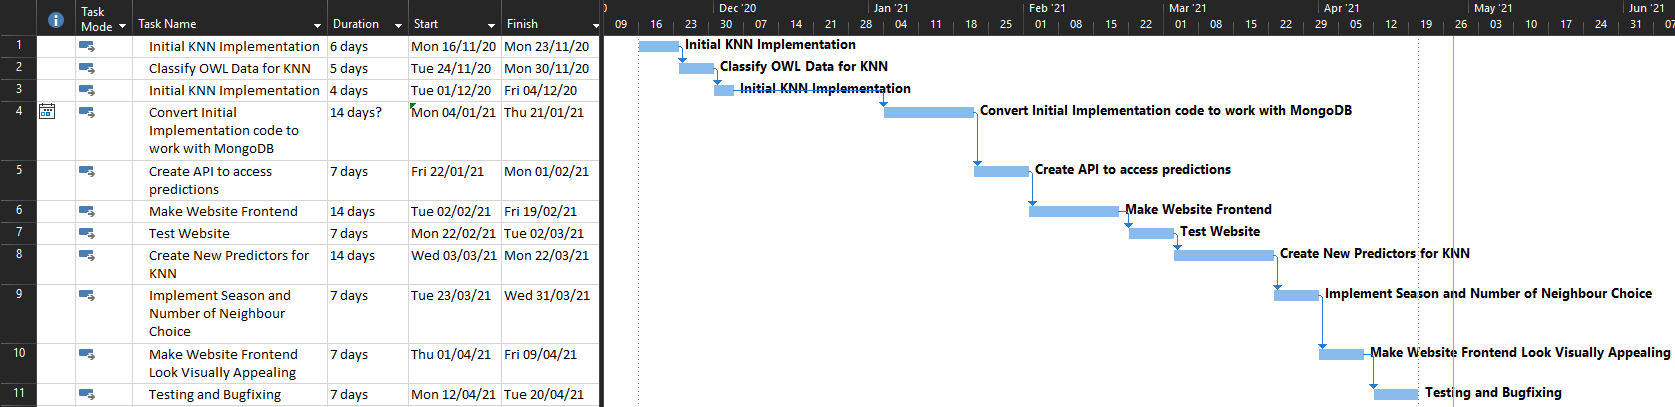 Task Mode Task Name Duration Start Finish
0 Dec '20 Jan '21 Feb '21 Mar '21 Apr '21 May '21 Jun '21
09 16 23 30 07 14 21 28 04 11 18 25 01 08 15 22 01 08 15 22 29 05 12 19 26 03 10 17 24 31 07
1 Initial KNN Implementation 6 days Mon 16/11/20 Mon 23/11/20 Initial KNN Implementation
2 Classify OWL Data for KNN 5 days Tue 24/11/20 Mon 30/11/20 Classify OWL Data for KNN
3 Initial KNN Implementation 4 days Tue 01/12/20 Fri 04/12/20 Initial KNN Implementation
4 Convert Initial 14 days? Mon 04/01/21 Thu 21/01/21 Convert Initial Implementation code to work with MongoDB
Implementation code to
work with MongoDB
5 Create API to access 7 days Fri 22/01/21 Mon 01/02/21 Create API to access predictions
predictions
6 Make Website Frontend 14 days Tue 02/02/21 Fri 19/02/21 Make Website Frontend
7 Test Website 7 days Mon 22/02/21 Tue 02/03/21 Test Website
8 Create New Predictors for 14 days Wed 03/03/21 Mon 22/03/21 Create New Predictors for KNN
KNN
9 Implement Season and 7 days Tue 23/03/21 Wed 31/03/21 Implement Season and Number of Neighbour Choice
Number of Neighbour
Choice
10 Make Website Frontend 7 days Thu 01/04/21 Fri 09/04/21 Make Website Frontend Look Visually Appealing
Look Visually Appealing
11 Testing and Bugfixing 7 days Mon 12/04/21 Tue 20/04/21 Testing and Bugfixing